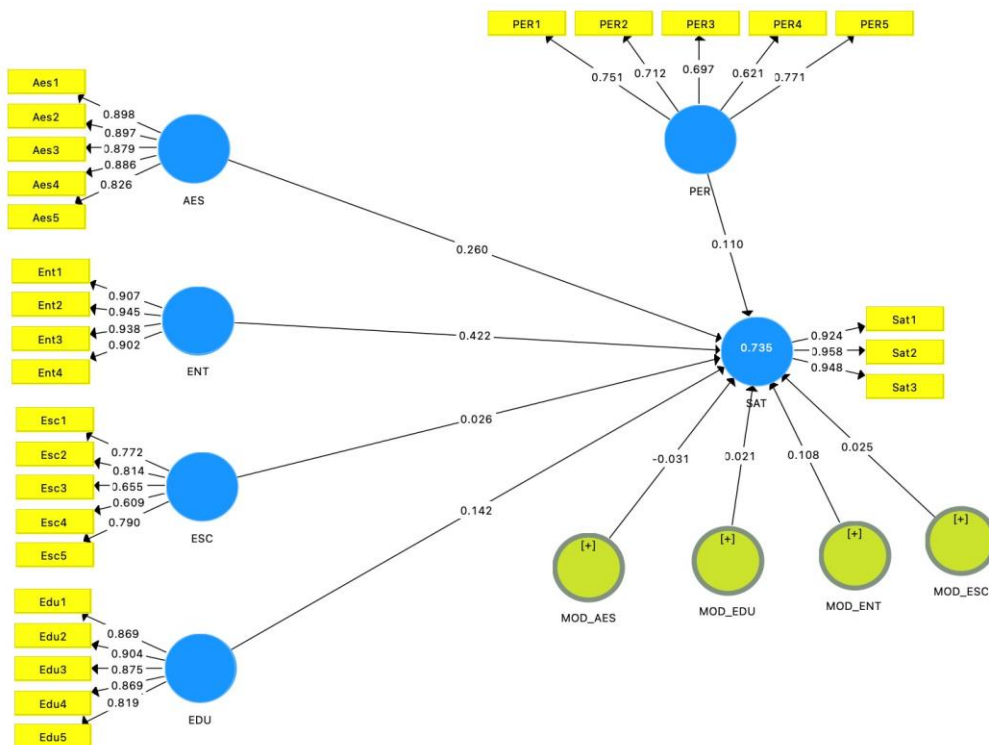 PER1 PER2 PER3 PER4 PER5
0.751 0.712 0.697 0.621 0.771
PER
0.110
Aes1
Aes2
Aes3
Aes4
Aes5
0.898
0.897
0.879
0.886
0.826
AES
0.260
Ent1
Ent2
Ent3
Ent4
0.907
0.945
0.938
0.902
ENT
0.422
Esc1
Esc2
Esc3
Esc4
Esc5
0.772
0.814
0.655
0.609
0.790
ESC
0.026
Edu1
Edu2
Edu3
Edu4
Edu5
0.869
0.904
0.875
0.869
0.819
EDU
0.142
0.735
SAT
0.924
0.958
0.948
Sat1
Sat2
Sat3
-0.031 0.021 0.108 0.025
[+] [+] [+] [+]
MOD_AES MOD_EDU MOD_ENT MOD_ESC